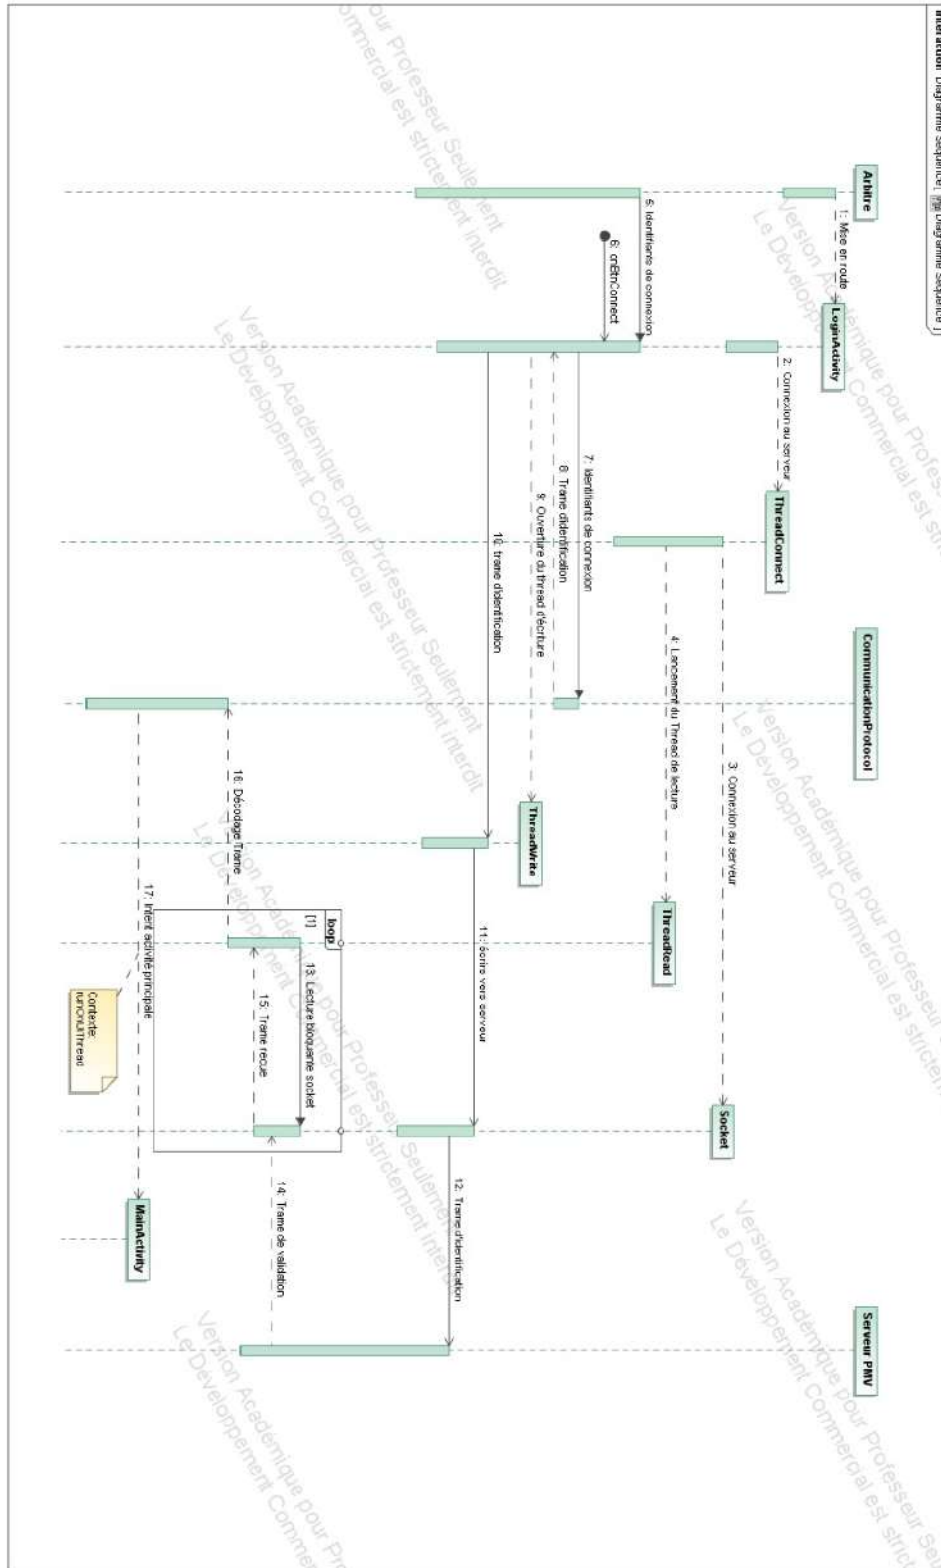 Interaction Diagramme Séquence[ Diagramme Séquence ]
Arbitre
LoginActivity
ThreadConnect
CommunicationProtocol
ThreadWrite
ThreadRead
Socket
MainActivity
Serveur PMV
1: Mise en route
2: Connexion au serveur
3: Connexion au serveur
4: Lancement du Thread de lecture
5: Identifiants de connexion
6: onBtnConnect
7: Identifiants de connexion
8: Trame d'identification
9: Ouverture du thread d'écriture
10: trame d'identification
11: écrire vers serveur
12: Trame d'identification
loop
[1]
13: Lecture bloquante socket
14: Trame de validation
15: Trame recue
16: Décodage Trame
17: Intent activité principale
Contexte:
runOnUiThread
Version Académique pour Professeur Seulement
Le Développement Commercial est strictement interdit